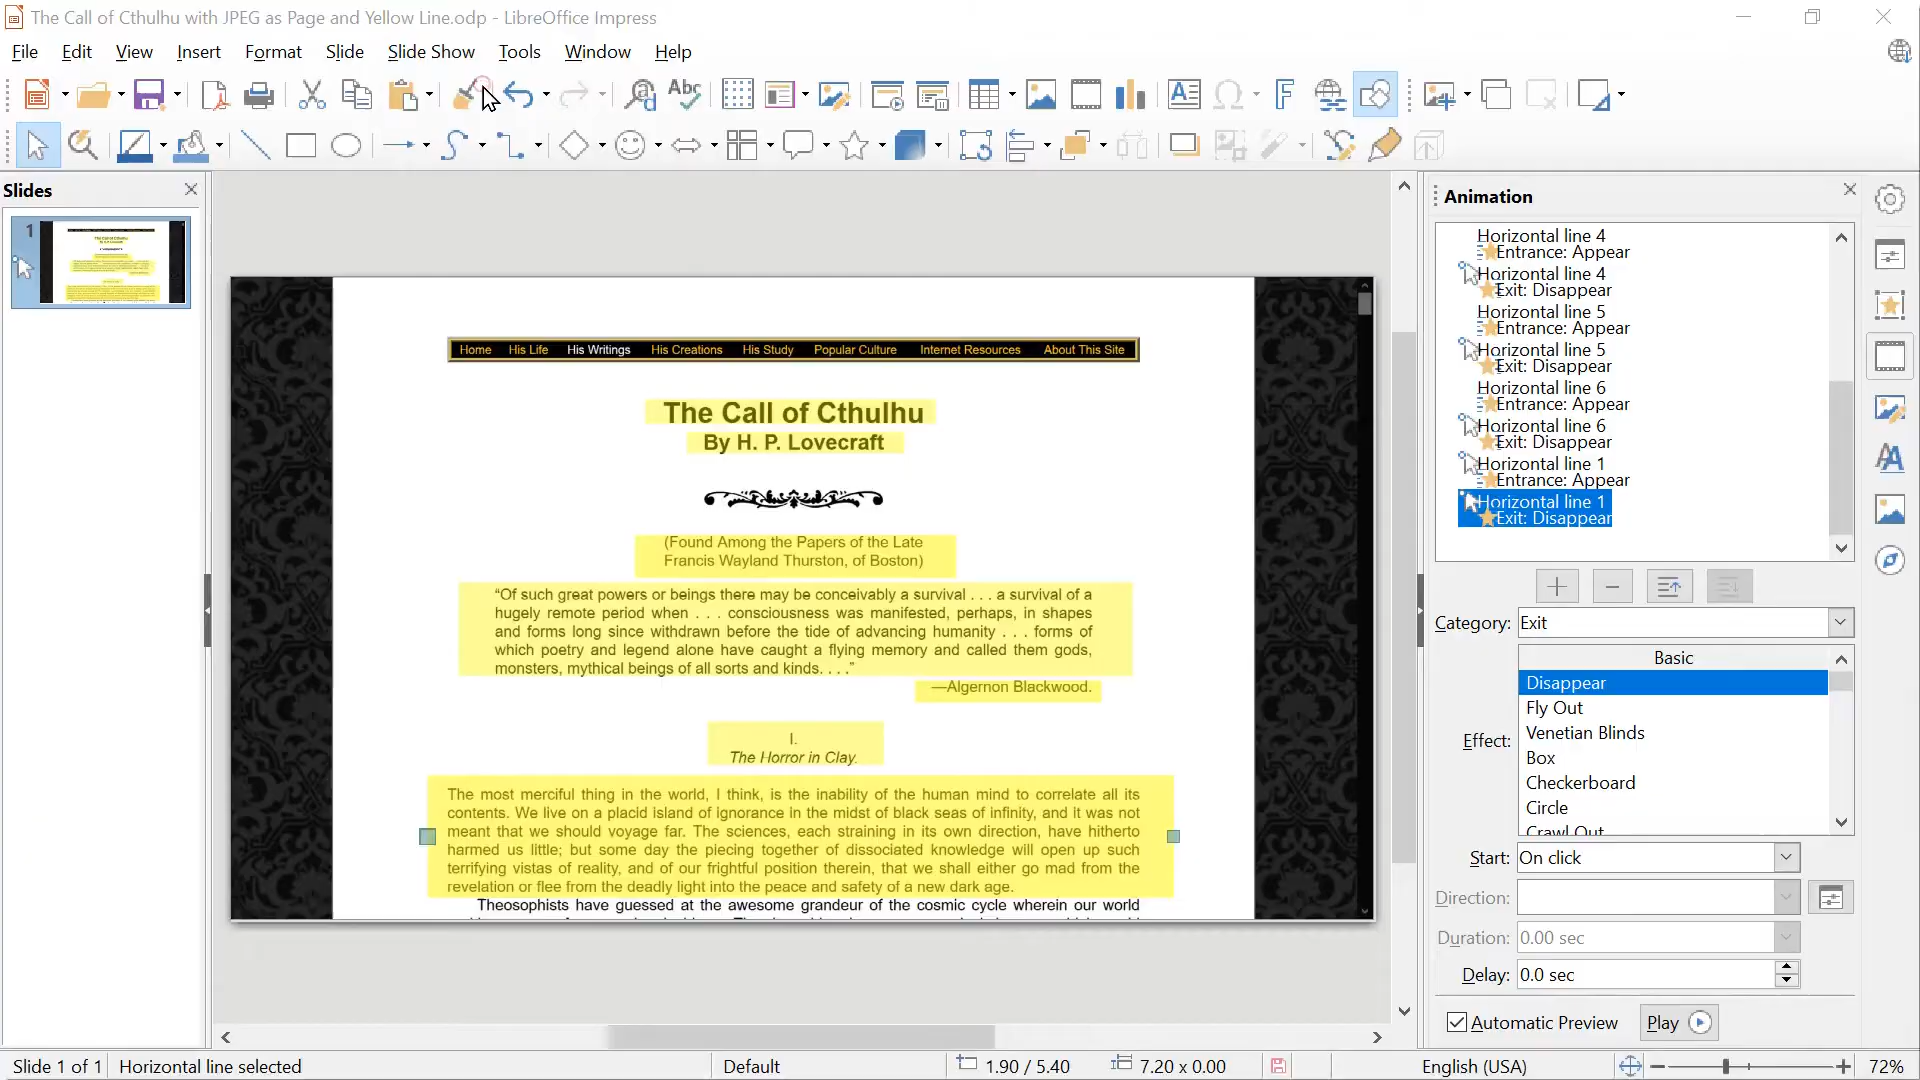 The Call of Cthulhu with JPEG as Page and Yellow Line.odp - LibreOffice Impress
File Edit View Insert Format Slide Slide Show Tools Window Help
Slides
1
Home His Life His Writings His Creations His Study Popular Culture Internet Resources About This Site
The Call of Cthulhu
By H. P. Lovecraft
(Found Among the Papers of the Late
Francis Wayland Thurston, of Boston)
“Of such great powers or beings there may be conceivably a survival . . . a survival of a
hugely remote period when . . . consciousness was manifested, perhaps, in shapes
and forms long since withdrawn before the tide of advancing humanity . . . forms of
which poetry and legend alone have caught a flying memory and called them gods,
monsters, mythical beings of all sorts and kinds. . . .”
—Algernon Blackwood.
I.
The Horror in Clay.
The most merciful thing in the world, I think, is the inability of the human mind to correlate all its
contents. We live on a placid island of ignorance in the midst of black seas of infinity, and it was not
meant that we should voyage far. The sciences, each straining in its own direction, have hitherto
harmed us little; but some day the piecing together of dissociated knowledge will open up such
terrifying vistas of reality, and of our frightful position therein, that we shall either go mad from the
revelation or flee from the deadly light into the peace and safety of a new dark age.
Theosophists have guessed at the awesome grandeur of the cosmic cycle wherein our world
Animation
Horizontal line 4
Entrance: Appear
Horizontal line 4
Exit: Disappear
Horizontal line 5
Entrance: Appear
Horizontal line 5
Exit: Disappear
Horizontal line 6
Entrance: Appear
Horizontal line 6
Exit: Disappear
Horizontal line 1
Entrance: Appear
Horizontal line 1
Exit: Disappear
Category: Exit
Effect:
Basic
Disappear
Fly Out
Venetian Blinds
Box
Checkerboard
Circle
Crawl Out
Start: On click
Direction:
Duration: 0.00 sec
Delay: 0.0 sec
Automatic Preview Play
Slide 1 of 1 Horizontal line selected Default 1.90 / 5.40 7.20 x 0.00 English (USA) 72%